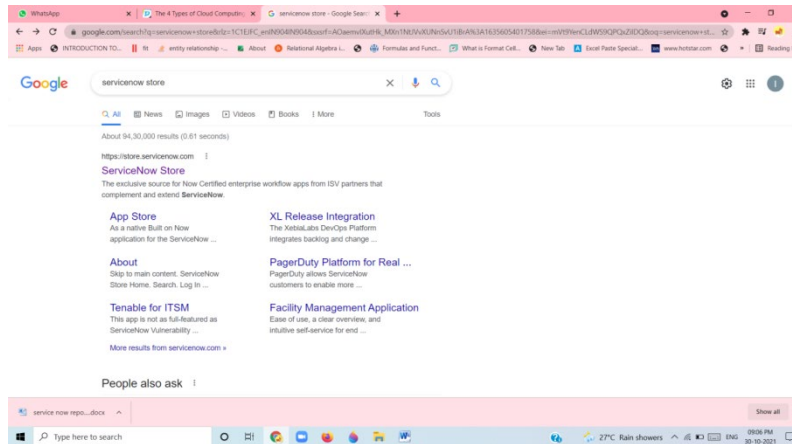 WhatsApp
The 4 Types of Cloud Computing
servicenow store - Google Search
Apps
INTRODUCTION TO...
fit
entity relationship -...
About
Relational Algebra i...
Formulas and Funct...
What is Format Cell...
New Tab
Excel Paste Special...
www.hotstar.com
Reading
Google
servicenow store
All
News
Images
Videos
Books
More
Tools
About 94,30,000 results (0.61 seconds)
https://store.servicenow.com
ServiceNow Store
The exclusive source for Now Certified enterprise workflow apps from ISV partners that
complement and extend ServiceNow.
App Store
As a native Built on Now
application for the ServiceNow ...
XL Release Integration
The XebiaLabs DevOps Platform
integrates backlog and change ...
About
Skip to main content. ServiceNow
Store Home. Search. Log In ...
PagerDuty Platform for Real ...
PagerDuty allows ServiceNow
customers to enable more ...
Tenable for ITSM
This app is not as full-featured as
ServiceNow Vulnerability ...
Facility Management Application
Ease of use, a clear overview, and
intuitive self-service for end ...
More results from servicenow.com »
People also ask
service now repo...docx
Show all
Type here to search
27°C Rain showers
ENG
09:06 PM
30-10-2021